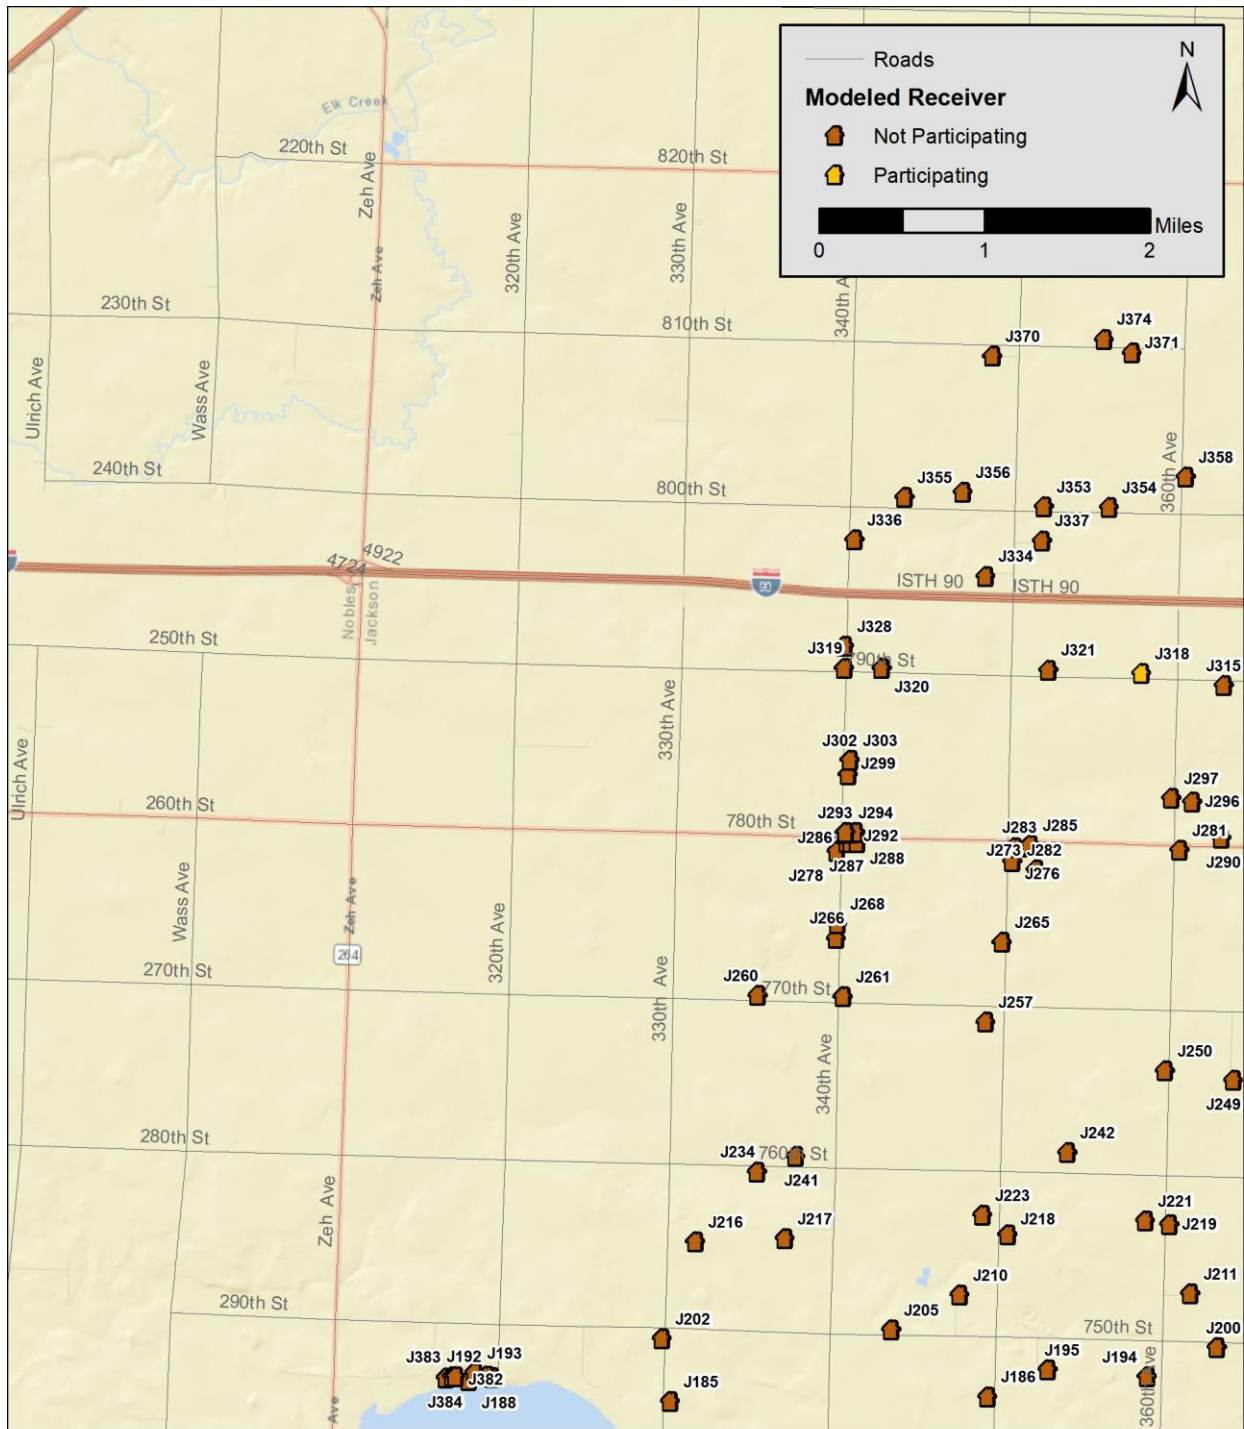 Roads
N
Modeled Receiver
Not Participating
Participating
Miles
0
1
2
Elk Creek
220th St
820th St
Zeh Ave
Zeh Ave
320th Ave
330th Ave
340th A
230th St
810th St
J370
J374
J371
Ulrich Ave
Wass Ave
360th Ave
J358
240th St
800th St
J355
J356
J353
J354
J336
J337
J334
4922
4724
ISTH 90
ISTH 90
90
Nobles
Jackson
250th St
J328
J319
790th St
J320
J321
J318
J315
330th Ave
J302
J303
J299
J297
J296
Ulrich Ave
260th St
780th St
J293
J294
J286
J292
J287
J288
J278
J283
J285
J273
J282
J276
J281
J290
Wass Ave
Zeh Ave
264
320th Ave
J268
J266
J265
270th St
J260
770th St
J261
J257
330th Ave
340th Ave
J250
J249
280th St
J234
760th St
J241
J242
Zeh Ave
J216
J217
J223
J218
J221
J219
290th St
J210
J211
J202
J205
750th St
J200
J383
J192
J193
J382
J384
J188
J185
J186
J195
J194
360th Ave
Ave